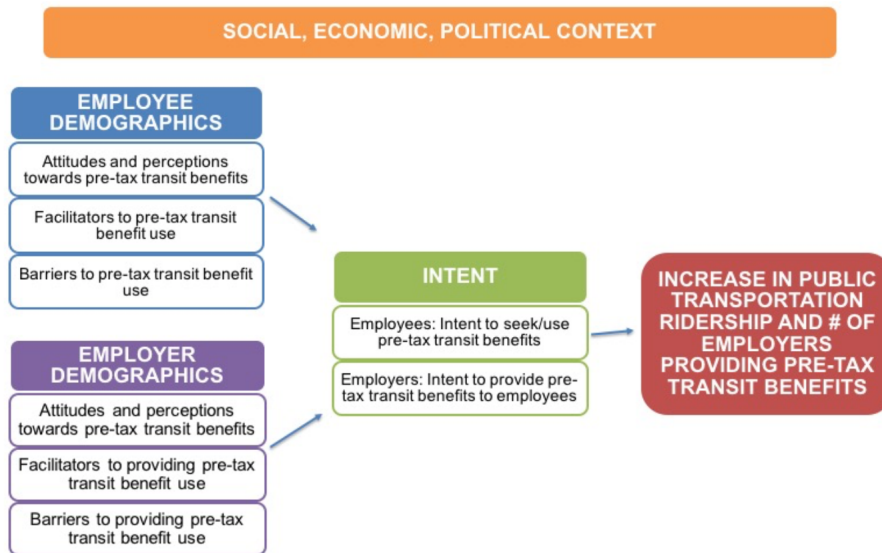 SOCIAL, ECONOMIC, POLITICAL CONTEXT
EMPLOYEE
DEMOGRAPHICS
Attitudes and perceptions
towards pre-tax transit benefits
Facilitators to pre-tax transit
benefit use
Barriers to pre-tax transit benefit
use
EMPLOYER
DEMOGRAPHICS
Attitudes and perceptions
towards pre-tax transit benefits
Facilitators to providing pre-tax
transit benefit use
Barriers to providing pre-tax
transit benefit use
INTENT
Employees: Intent to seek/use
pre-tax transit benefits
Employers: Intent to provide pre-
tax transit benefits to employees
INCREASE IN PUBLIC
TRANSPORTATION
RIDERSHIP AND # OF
EMPLOYERS
PROVIDING PRE-TAX
TRANSIT BENEFITS